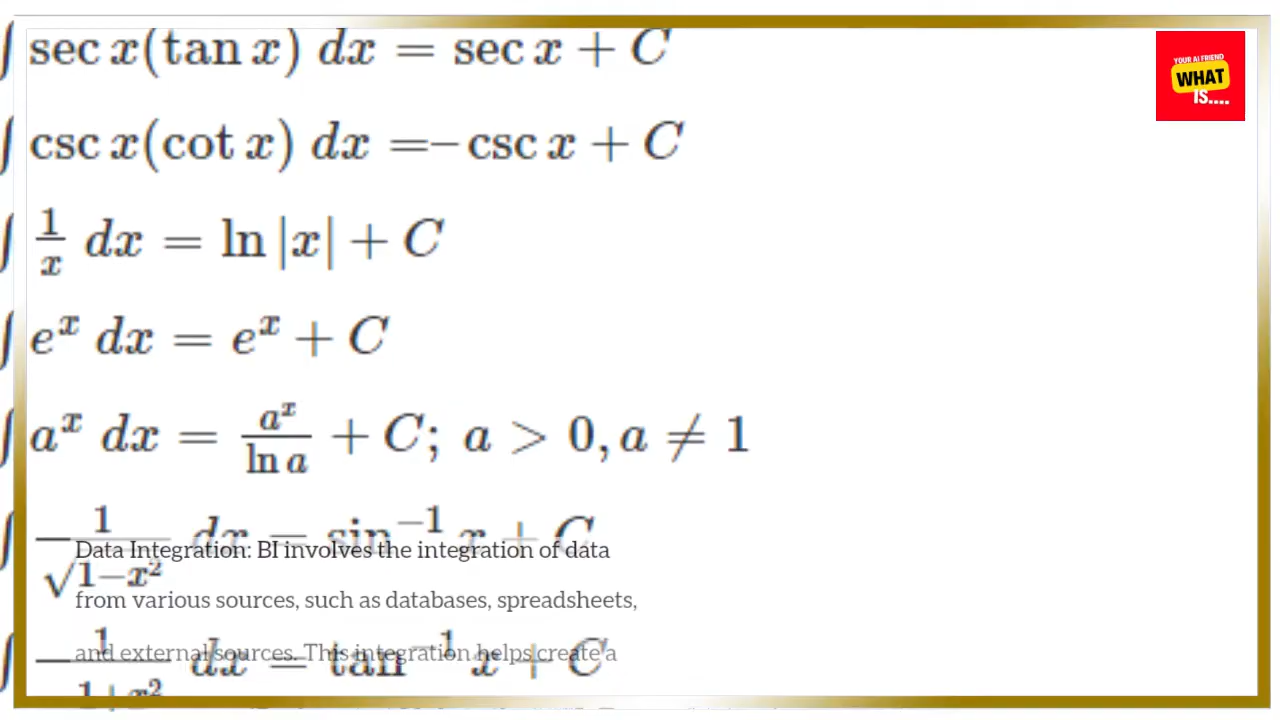 ∫ sec x(tan x) dx = sec x + C
YOUR AI FRIEND
WHAT
IS....
∫ csc x(cot x) dx =− csc x + C
∫ 1/x dx = ln |x| + C
∫ e^x dx = e^x + C
∫ a^x dx = a^x/ln a + C; a > 0, a ≠ 1
∫ 1/√1−x² dx = sin⁻¹ x + C
Data Integration: BI involves the integration of data
from various sources, such as databases, spreadsheets,
and external sources. This integration helps create a
∫ 1/1+x² dx = tan⁻¹ x + C